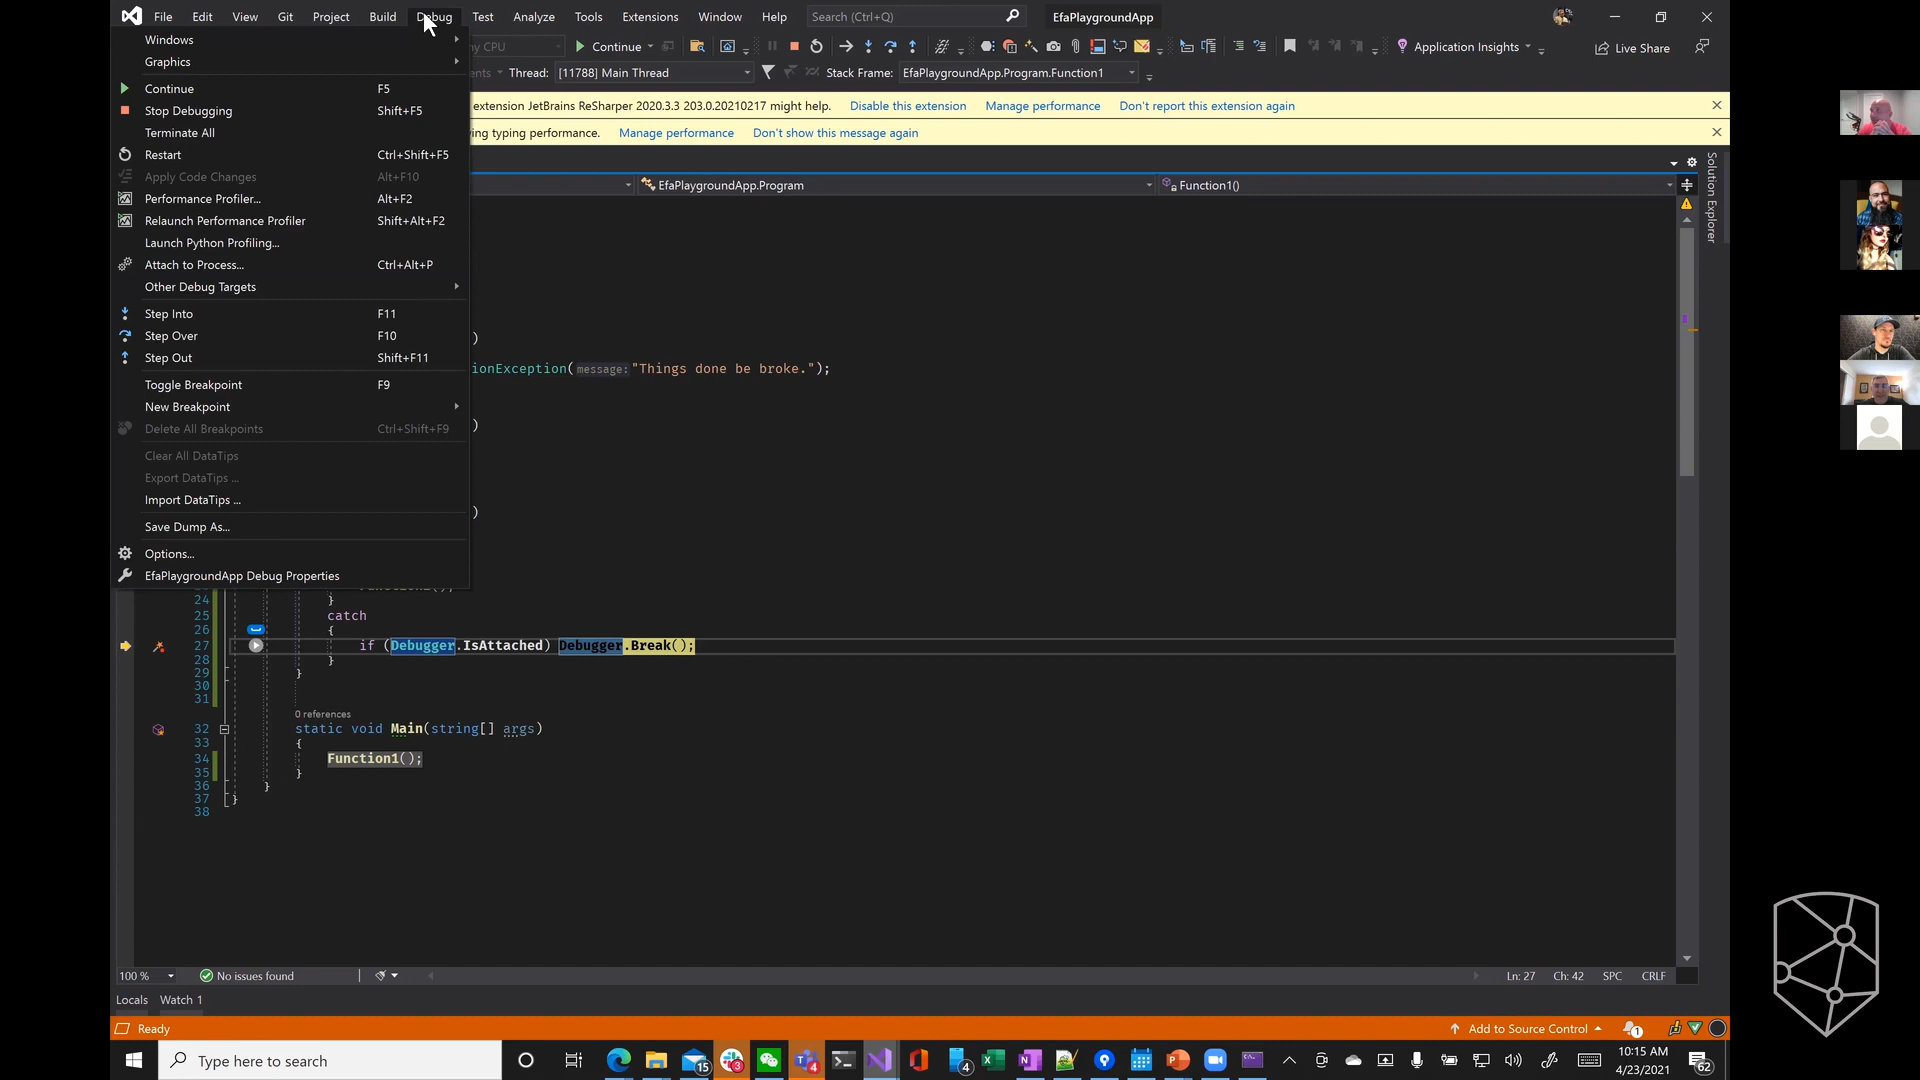 File Edit View Git Project Build Debug Test Analyze Tools Extensions Window Help Search (Ctrl+Q) EfaPlaygroundApp
Windows
Continue
Application Insights
Live Share
Graphics
Thread: [11788] Main Thread Stack Frame: EfaPlaygroundApp.Program.Function1
Continue F5
extension JetBrains ReSharper 2020.3.3 203.0.20210217 might help. Disable this extension Manage performance Don't report this extension again
Stop Debugging Shift+F5
Terminate All
typing performance. Manage performance Don't show this message again
Restart Ctrl+Shift+F5
Solution Explorer
Apply Code Changes Alt+F10
EfaPlaygroundApp.Program Function1()
Performance Profiler... Alt+F2
Relaunch Performance Profiler Shift+Alt+F2
Launch Python Profiling...
Attach to Process... Ctrl+Alt+P
Other Debug Targets
Step Into F11
Step Over F10
)
Step Out Shift+F11
ionException(message: "Things done be broke.");
Toggle Breakpoint F9
New Breakpoint
Delete All Breakpoints Ctrl+Shift+F9
)
Clear All DataTips
Export DataTips ...
Import DataTips ...
)
Save Dump As...
Options...
EfaPlaygroundApp Debug Properties
24 }
25 catch
26 {
27 if (Debugger.IsAttached) Debugger.Break();
28 }
29 }
30
31
0 references
32 static void Main(string[] args)
33 {
34 Function1();
35 }
36 }
37 }
38
100 % No issues found Ln: 27 Ch: 42 SPC CRLF
Locals Watch 1
Ready Add to Source Control 1
Type here to search 15 3 4 4 10:15 AM
4/23/2021 62